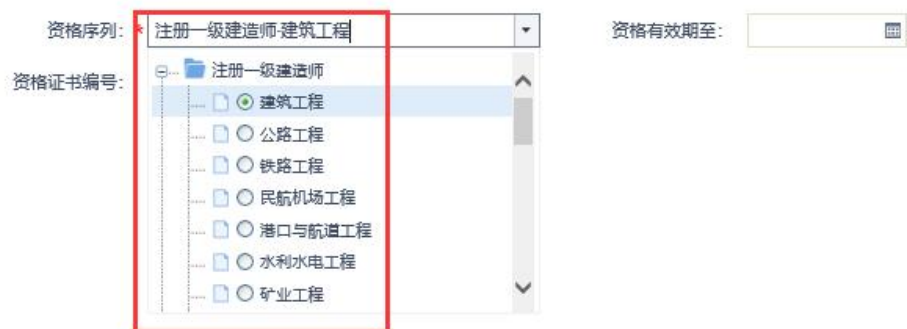 资格序列： * 注册一级建造师-建筑工程 资格有效期至：
资格证书编号： 注册一级建造师
建筑工程
公路工程
铁路工程
民航机场工程
港口与航道工程
水利水电工程
矿业工程